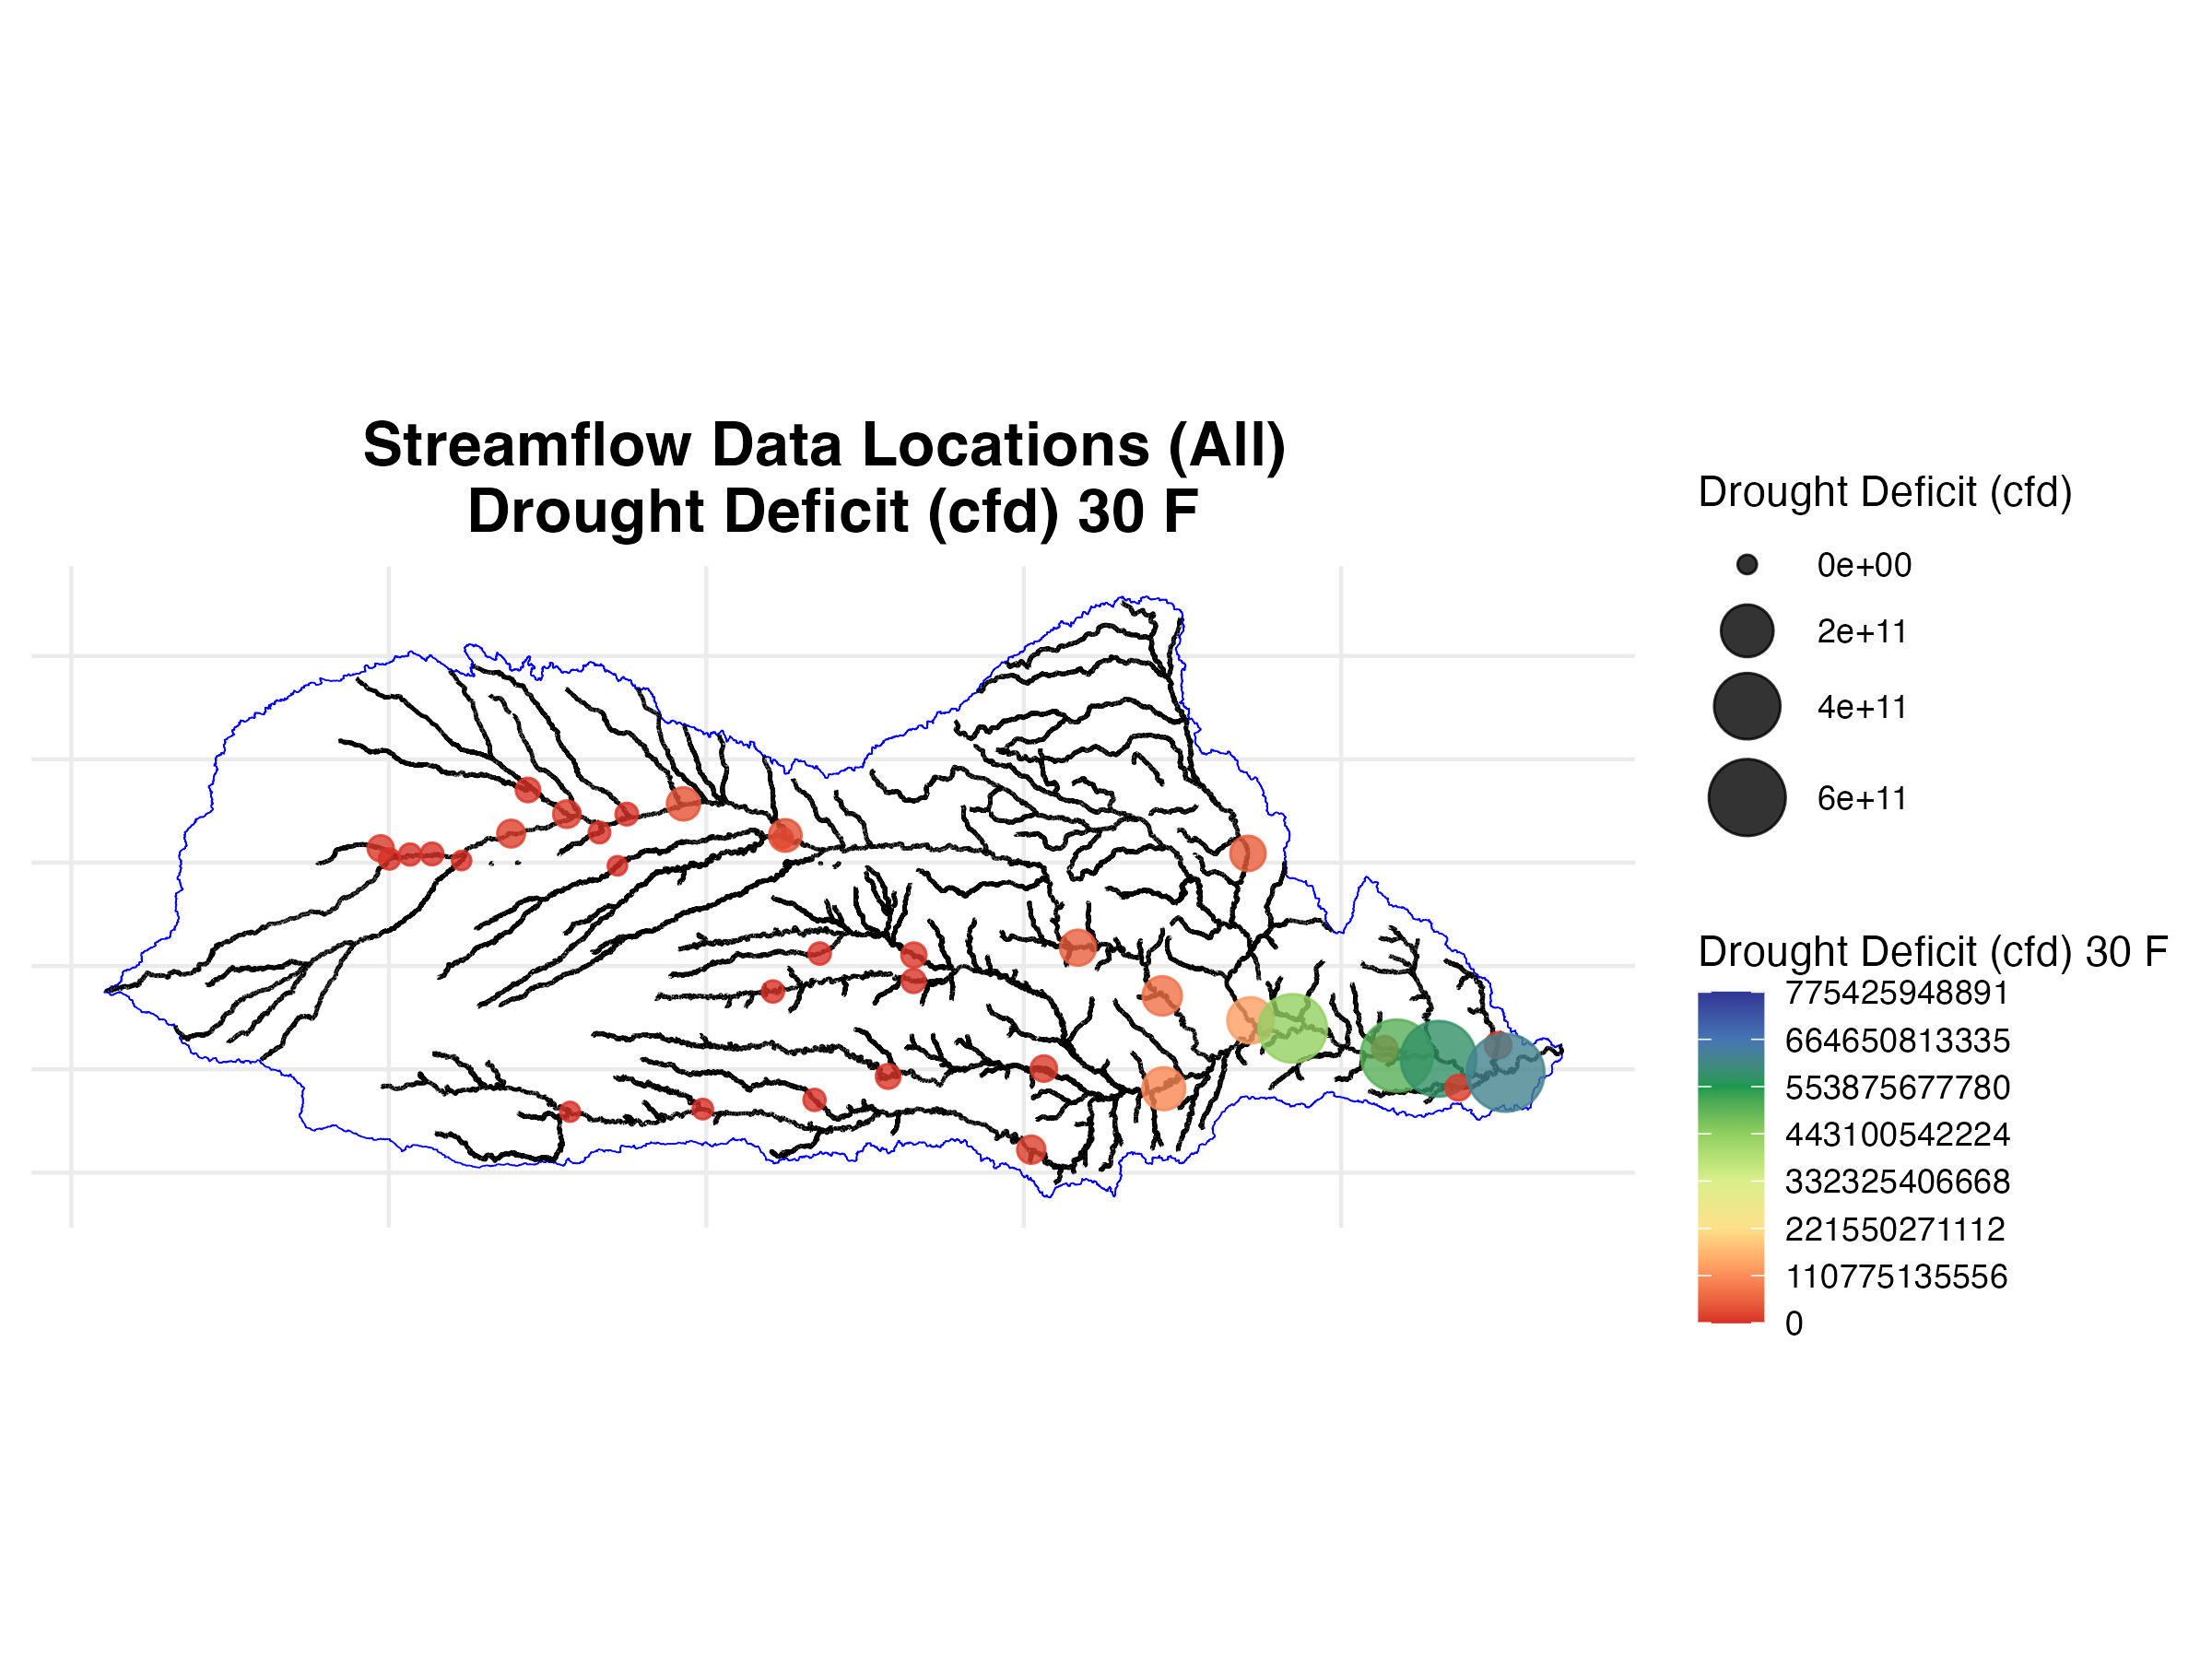 Streamflow Data Locations (All)
Drought Deficit (cfd) 30 F
Drought Deficit (cfd)
0e+00
2e+11
4e+11
6e+11
Drought Deficit (cfd) 30 F
775425948891
664650813335
553875677780
443100542224
332325406668
221550271112
110775135556
0